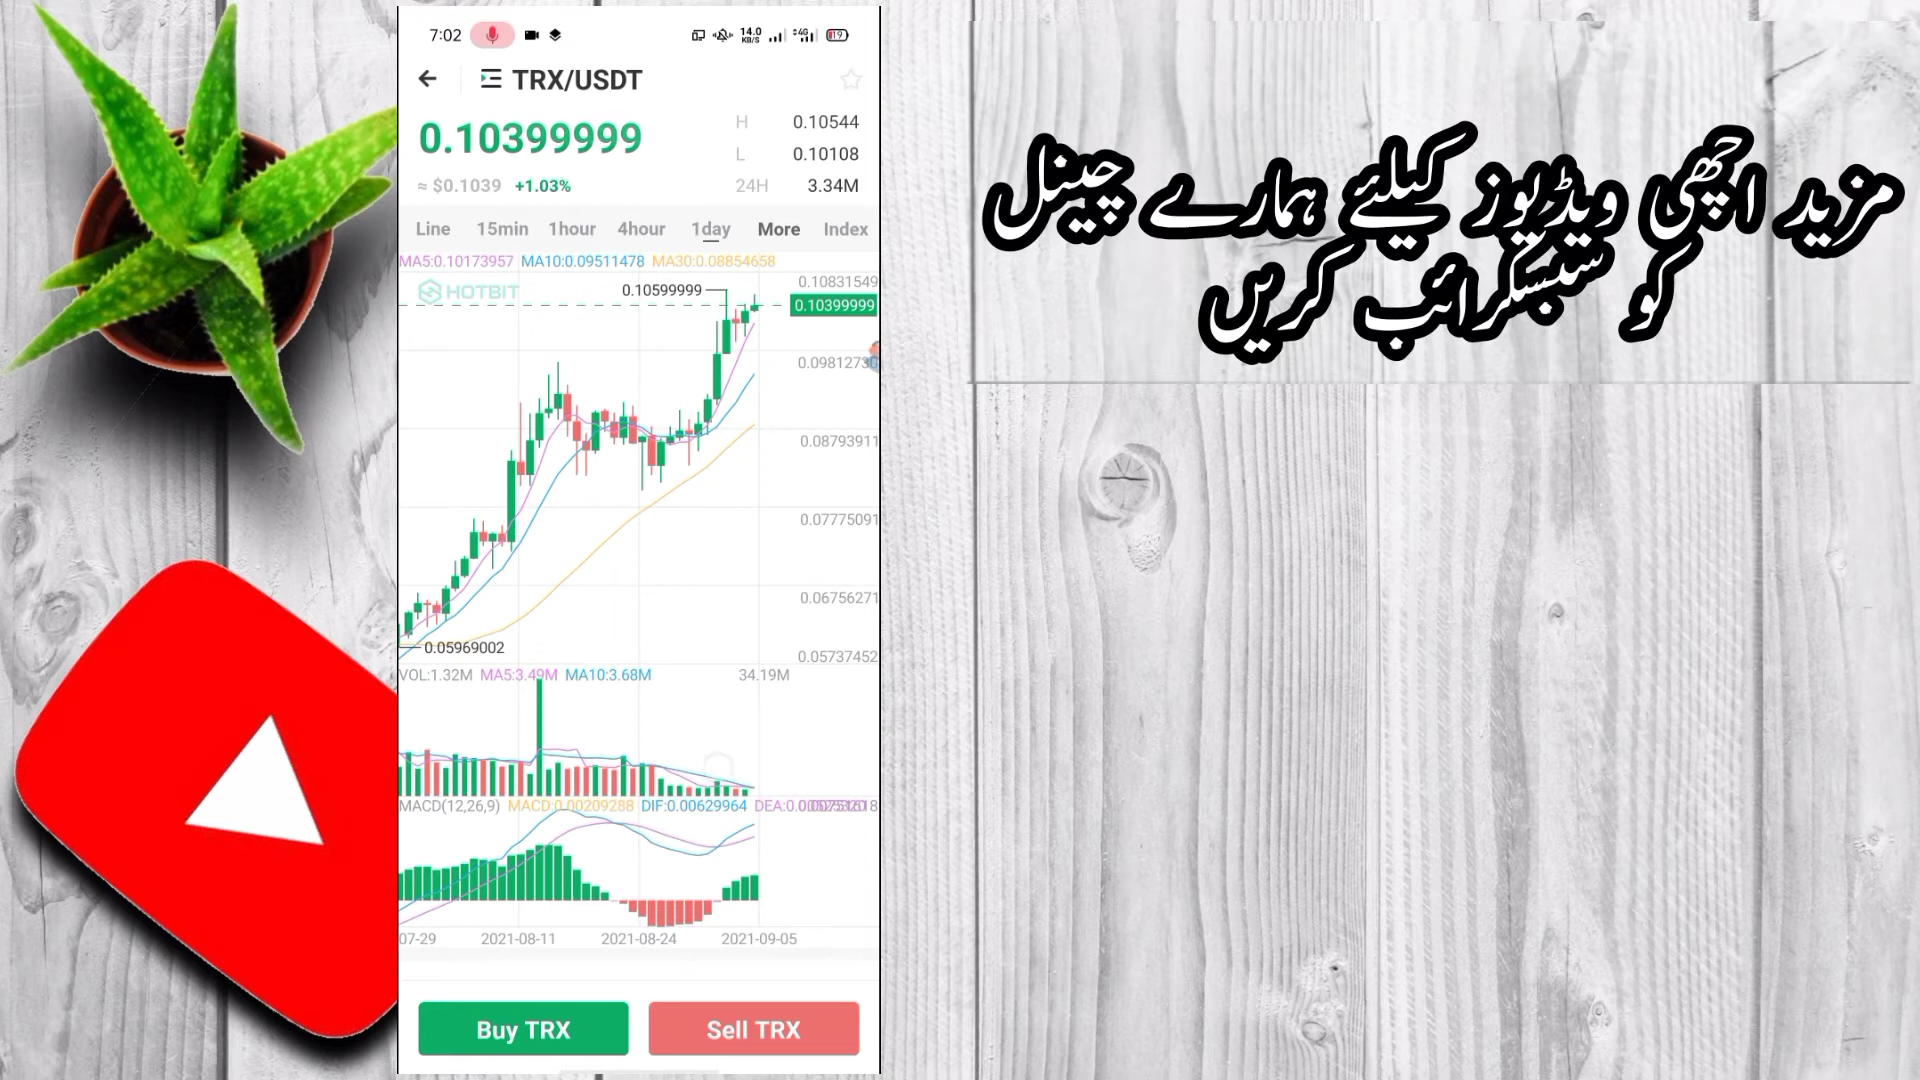 7:02
14.0
KB/S
4G
19
TRX/USDT
0.10399999
H 0.10544
L 0.10108
≈ $0.1039 +1.03%
24H 3.34M
Line 15min 1hour 4hour 1day More Index
MA5:0.10173957 MA10:0.09511478 MA30:0.08854658
HOTBIT
0.10599999
0.10831549
0.10399999
0.09812730
0.08793911
0.07775091
0.06756271
0.05969002
0.05737452
VOL:1.32M MA5:3.49M MA10:3.68M 34.19M
MACD(12,26,9) MACD:0.00209288 DIF:0.00629964
07-29 2021-08-11 2021-08-24 2021-09-05
Buy TRX Sell TRX
مزید اچھی ویڈیوز کیلئے ہمارے چینل
کو سبسکرائب کریں